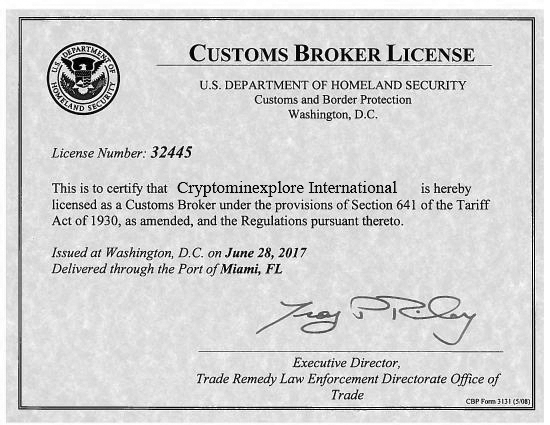 CUSTOMS BROKER LICENSE
U.S. DEPARTMENT OF HOMELAND SECURITY
Customs and Border Protection
Washington, D.C.
U.S. DEPARTMENT OF
HOMELAND SECURITY
License Number: 32445
This is to certify that Cryptominexplore International is hereby
licensed as a Customs Broker under the provisions of Section 641 of the Tariff
Act of 1930, as amended, and the Regulations pursuant thereto.
Issued at Washington, D.C. on June 28, 2017
Delivered through the Port of Miami, FL
Troy P Riley
Executive Director,
Trade Remedy Law Enforcement Directorate Office of
Trade
CBP Form 3131 (5/08)